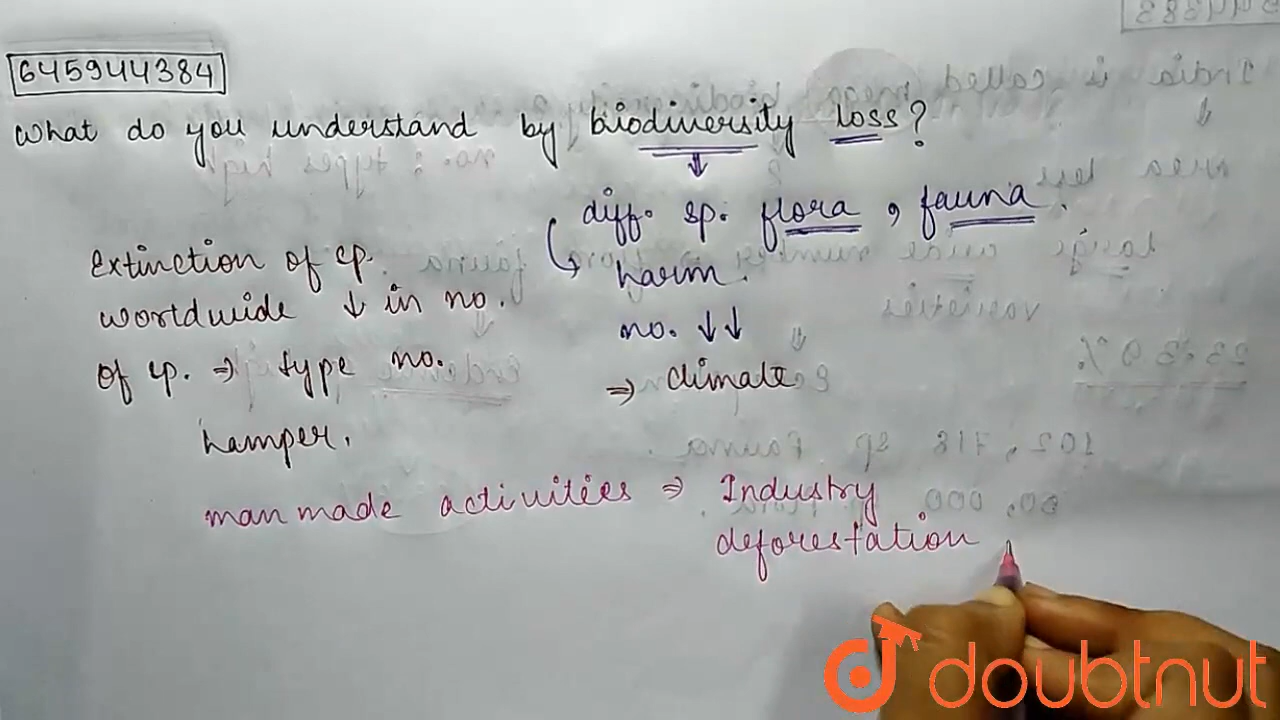 645944384
What do you understand by biodiversity loss?
↓
diff. sp. flora , fauna.
harm.
no. ↓↓
⇒ climate
Extinction of sp.
worldwide ↓ in no.
of sp. ⇒ type no.
hamper.
man made activities ⇒ Industry
deforestation
doubtnut